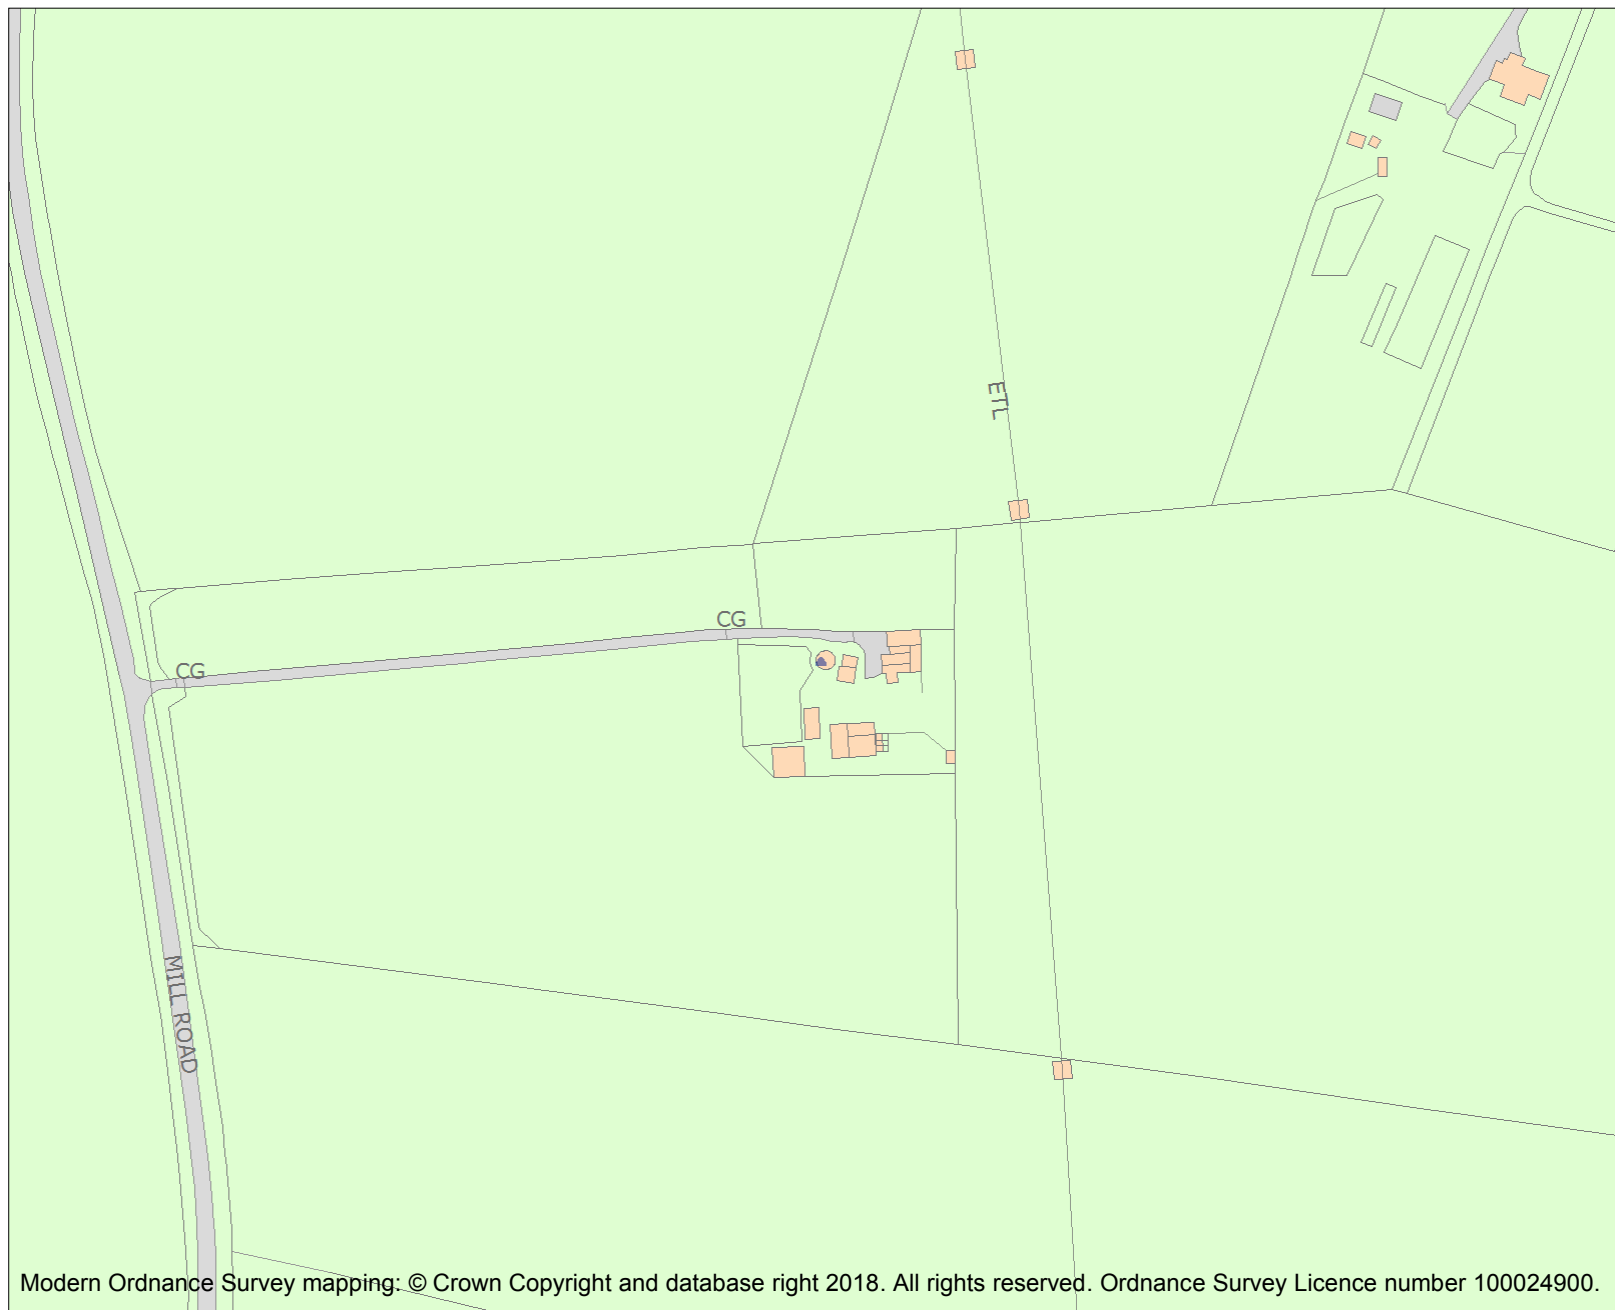 ETL
CG
CG
MILL ROAD
Modern Ordnance Survey mapping: © Crown Copyright and database right 2018. All rights reserved. Ordnance Survey Licence number 100024900.